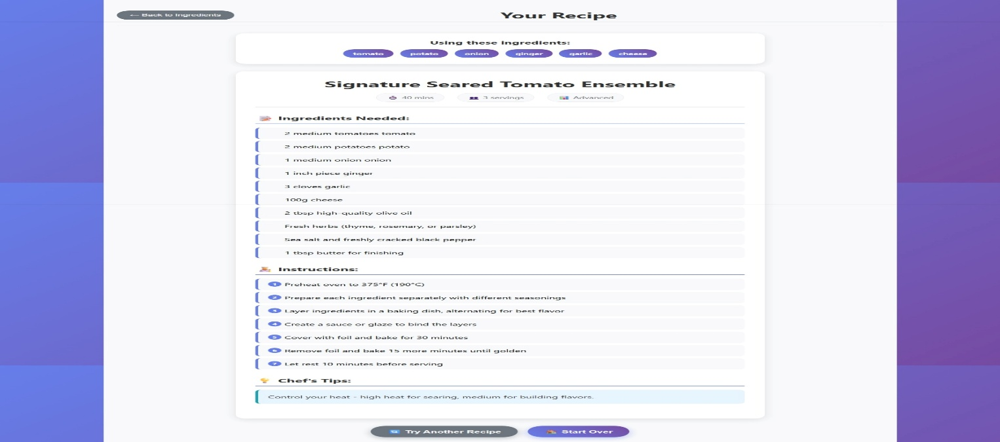 ← Back to Ingredients
Your Recipe
Using these ingredients:
tomato potato onion ginger garlic cheese
Signature Seared Tomato Ensemble
40 mins 3 servings Advanced
Ingredients Needed:
2 medium tomatoes tomato
2 medium potatoes potato
1 medium onion onion
1 inch piece ginger
3 cloves garlic
100g cheese
2 tbsp high-quality olive oil
Fresh herbs (thyme, rosemary, or parsley)
Sea salt and freshly cracked black pepper
1 tbsp butter for finishing
Instructions:
1 Preheat oven to 375°F (190°C)
2 Prepare each ingredient separately with different seasonings
3 Layer ingredients in a baking dish, alternating for best flavor
4 Create a sauce or glaze to bind the layers
5 Cover with foil and bake for 30 minutes
6 Remove foil and bake 15 more minutes until golden
7 Let rest 10 minutes before serving
Chef's Tips:
Control your heat - high heat for searing, medium for building flavors.
Try Another Recipe Start Over